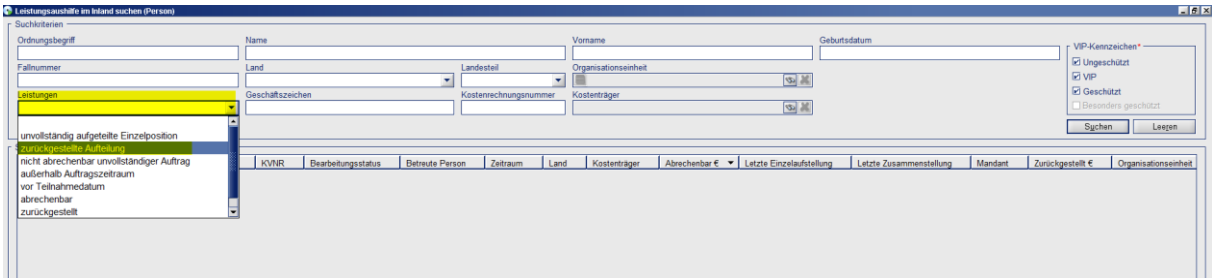 Leistungsaushilfe im Inland suchen (Person)
Suchkriterien
Ordnungsbegriff Name Vorname Geburtsdatum
VIP-Kennzeichen*
Fallnummer Land Landesteil Organisationseinheit
Ungeschützt
VIP
Leistungen Geschäftszeichen Kostenrechnungsnummer Kostenträger
Geschützt
Besonders geschützt
Suchen Leeren
unvollständig aufgeteilte Einzelposition
zurückgestellte Aufteilung
nicht abrechenbar unvollständiger Auftrag
außerhalb Auftragszeitraum
vor Teilnahmedatum
abrechenbar
zurückgestellt
KVNR Bearbeitungsstatus Betreute Person Zeitraum Land Kostenträger Abrechenbar € Letzte Einzelaufstellung Letzte Zusammenstellung Mandant Zurückgestellt € Organisationseinheit